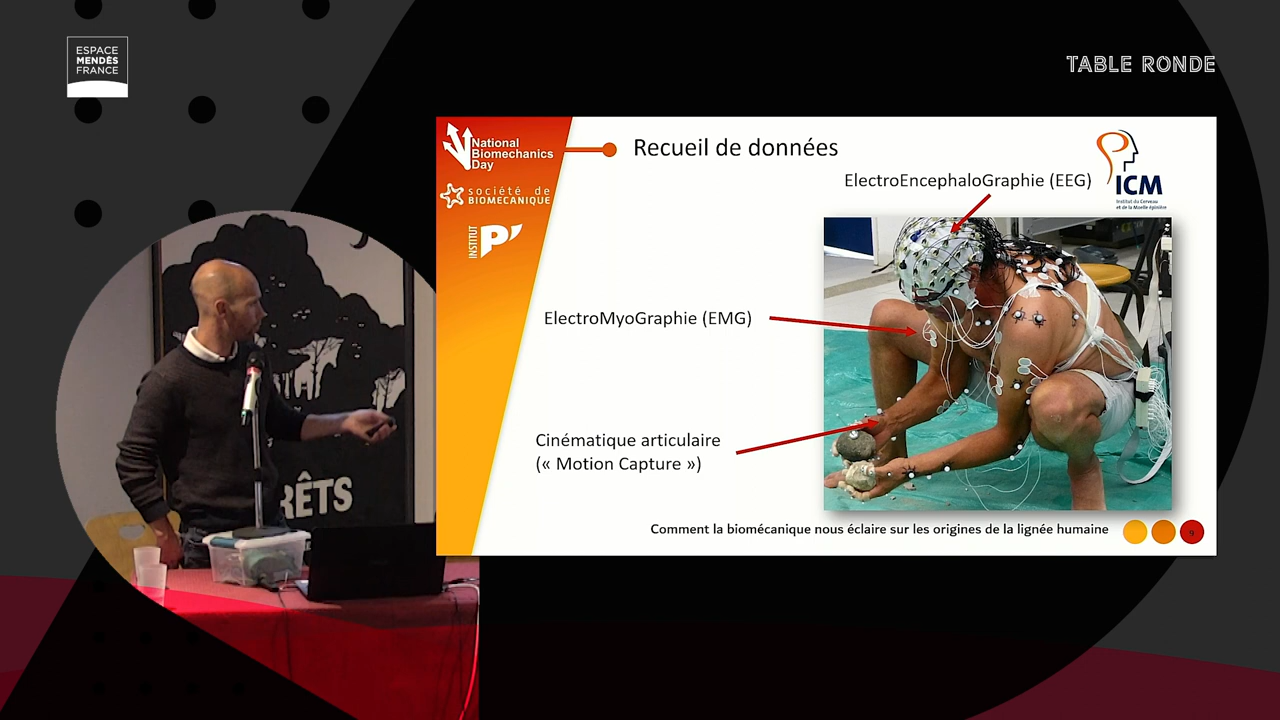 ESPACE
MENDÈS
FRANCE
TABLE RONDE
National
Biomechanics
Day
société de
BIOMECANIQUE
INSTITUT
P'
Recueil de données
ElectroEncephaloGraphie (EEG)
ICM
Institut du Cerveau
et de la Moelle épinière
ElectroMyoGraphie (EMG)
Cinématique articulaire
(« Motion Capture »)
Comment la biomécanique nous éclaire sur les origines de la lignée humaine
9
RÊTS